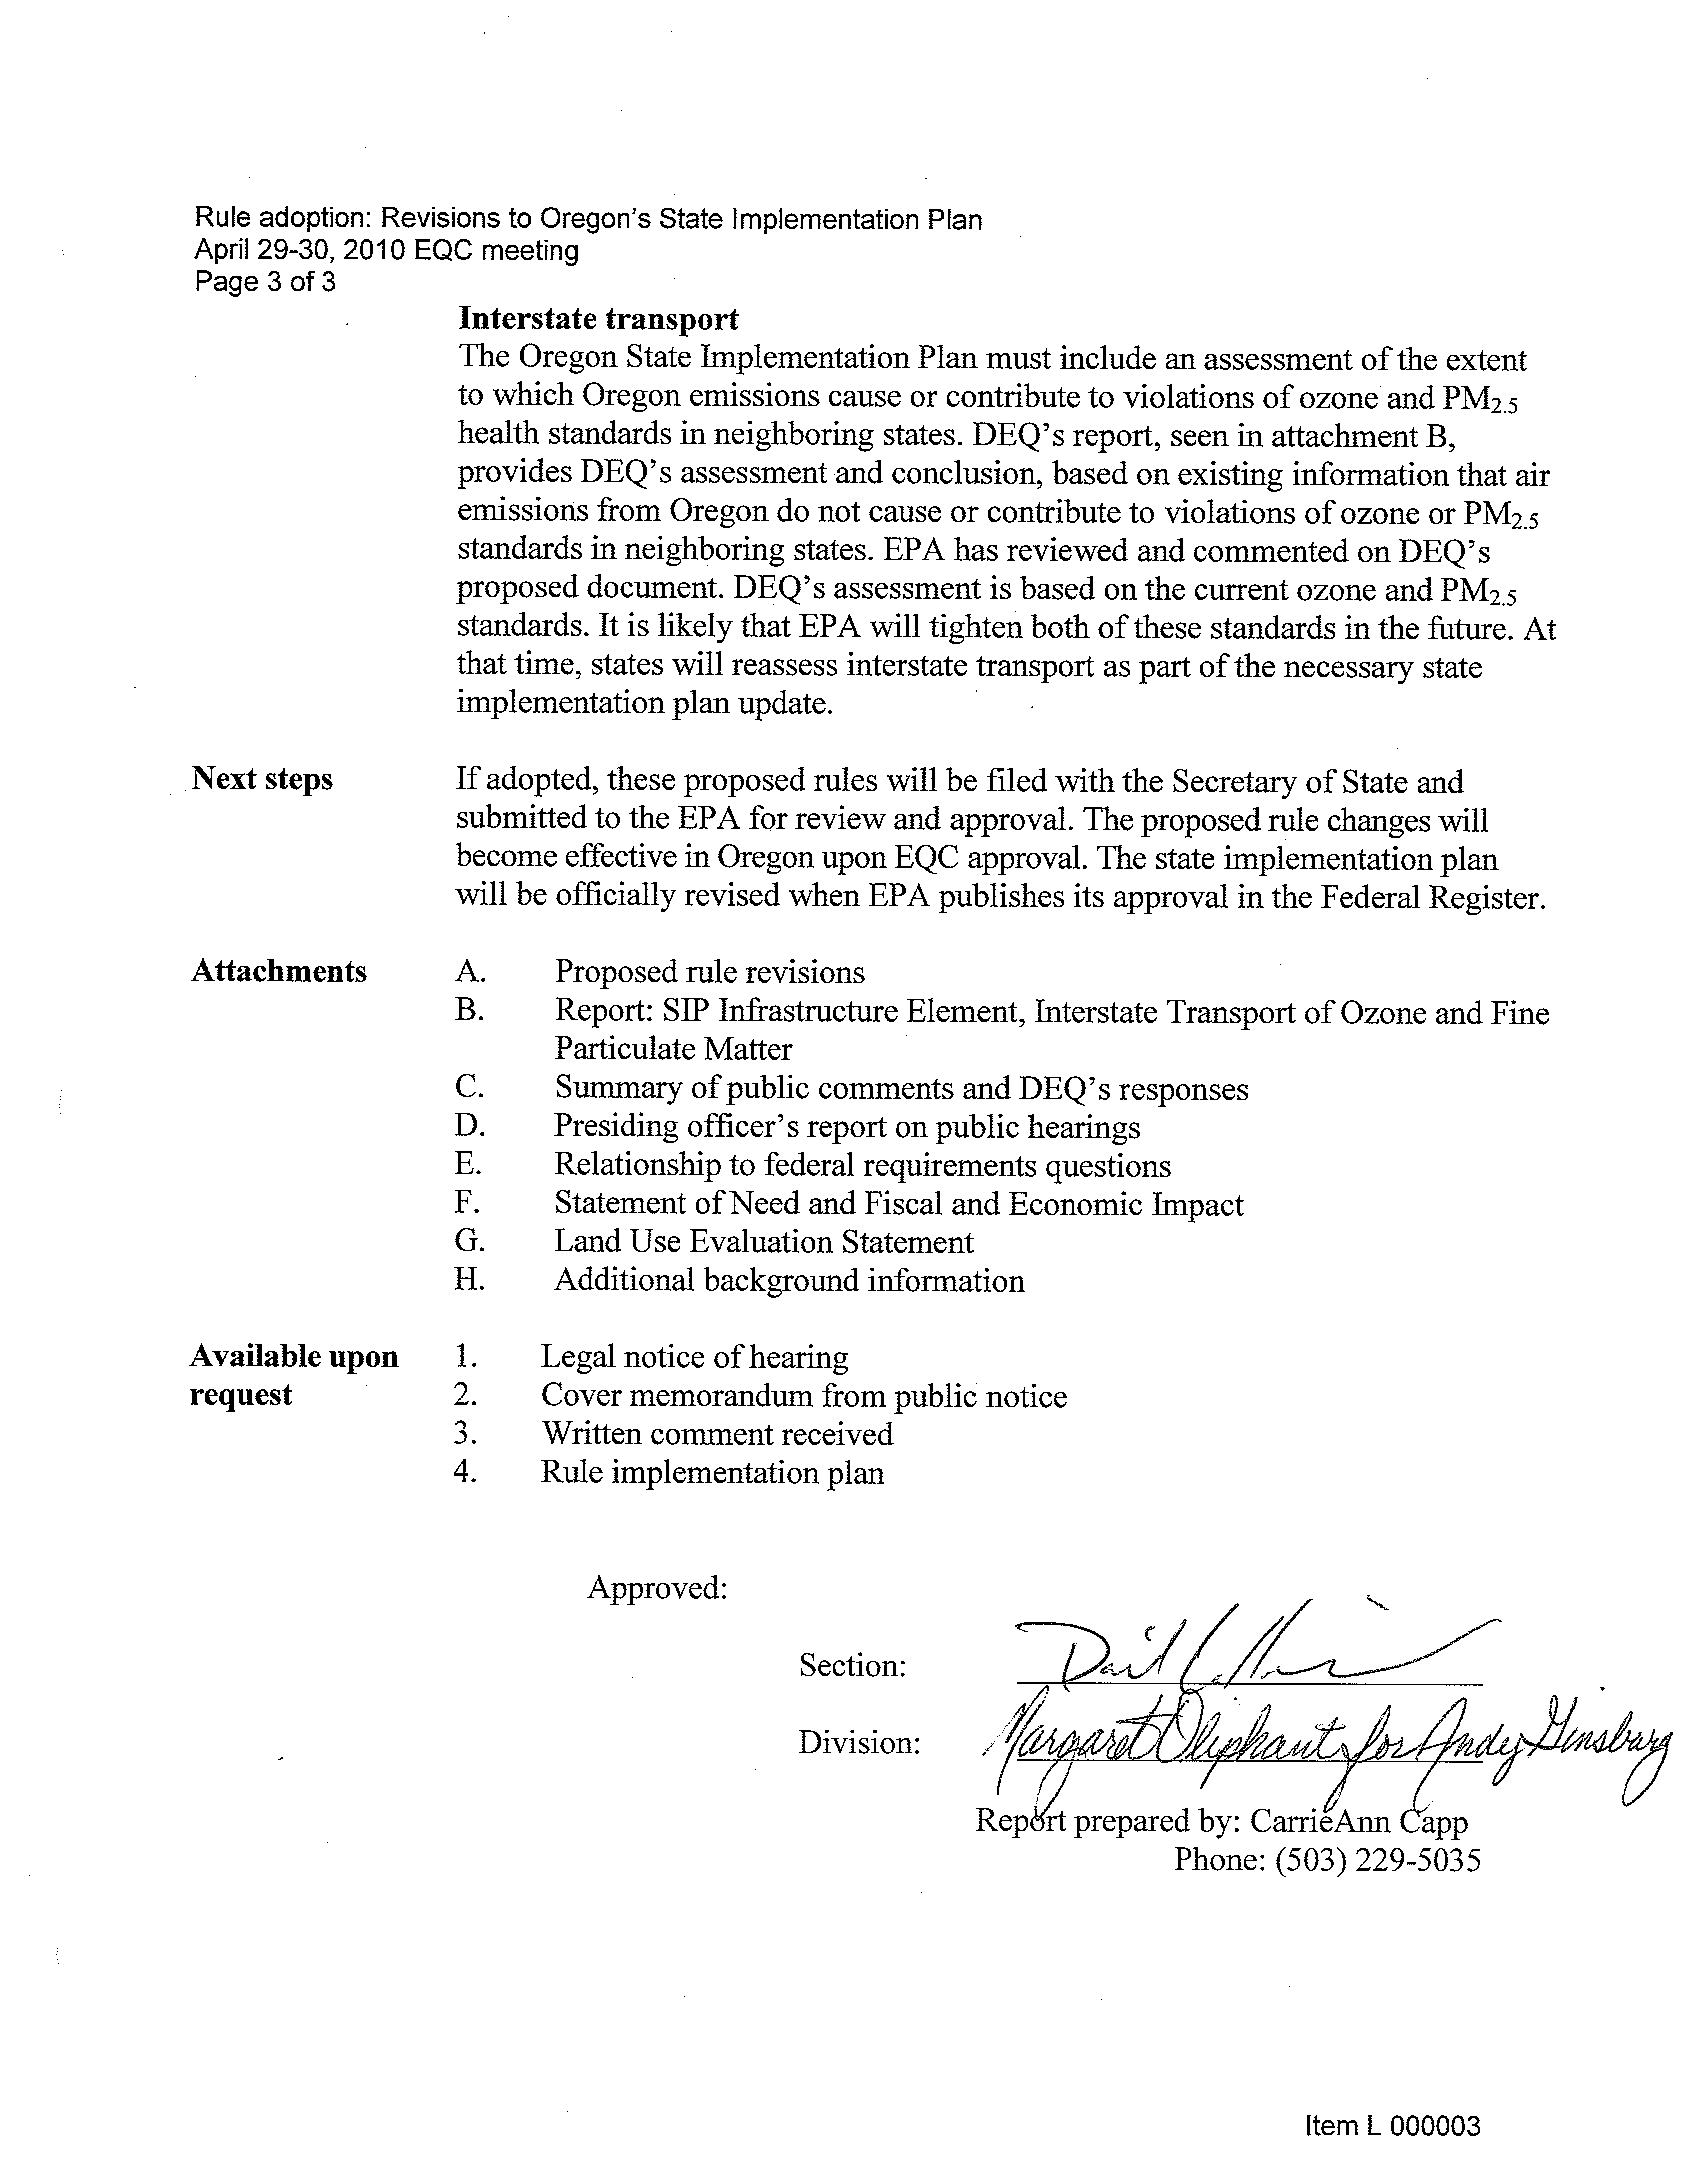 Rule adoption: Revisions to Oregon's State Implementation Plan
April 29-30, 2010 EQC meeting
Page 3 of 3
Interstate transport
The Oregon State Implementation Plan must include an assessment of the extent
to which Oregon emissions cause or contribute to violations of ozone and PM2.5
health standards in neighboring states. DEQ's report, seen in attachment B,
provides DEQ's assessment and conclusion, based on existing information that air
emissions from Oregon do not cause or contribute to violations of ozone or PM2.5
standards in neighboring states. EPA has reviewed and commented on DEQ's
proposed document. DEQ's assessment is based on the current ozone and PM2.5
standards. It is likely that EPA will tighten both of these standards in the future. At
that time, states will reassess interstate transport as part of the necessary state
implementation plan update.
Next steps If adopted, these proposed rules will be filed with the Secretary of State and
submitted to the EPA for review and approval. The proposed rule changes will
become effective in Oregon upon EQC approval. The state implementation plan
will be officially revised when EPA publishes its approval in the Federal Register.
Attachments A. Proposed rule revisions
B. Report: SIP Infrastructure Element, Interstate Transport of Ozone and Fine
Particulate Matter
C. Summary of public comments and DEQ's responses
D. Presiding officer's report on public hearings
E. Relationship to federal requirements questions
F. Statement of Need and Fiscal and Economic Impact
G. Land Use Evaluation Statement
H. Additional background information
Available upon 1. Legal notice of hearing
request 2. Cover memorandum from public notice
3. Written comment received
4. Rule implementation plan
Approved:
Section: David
Division: Margaret Oliphant for Andy Ginsburg
Report prepared by: CarrieAnn Capp
Phone: (503) 229-5035
Item L 000003